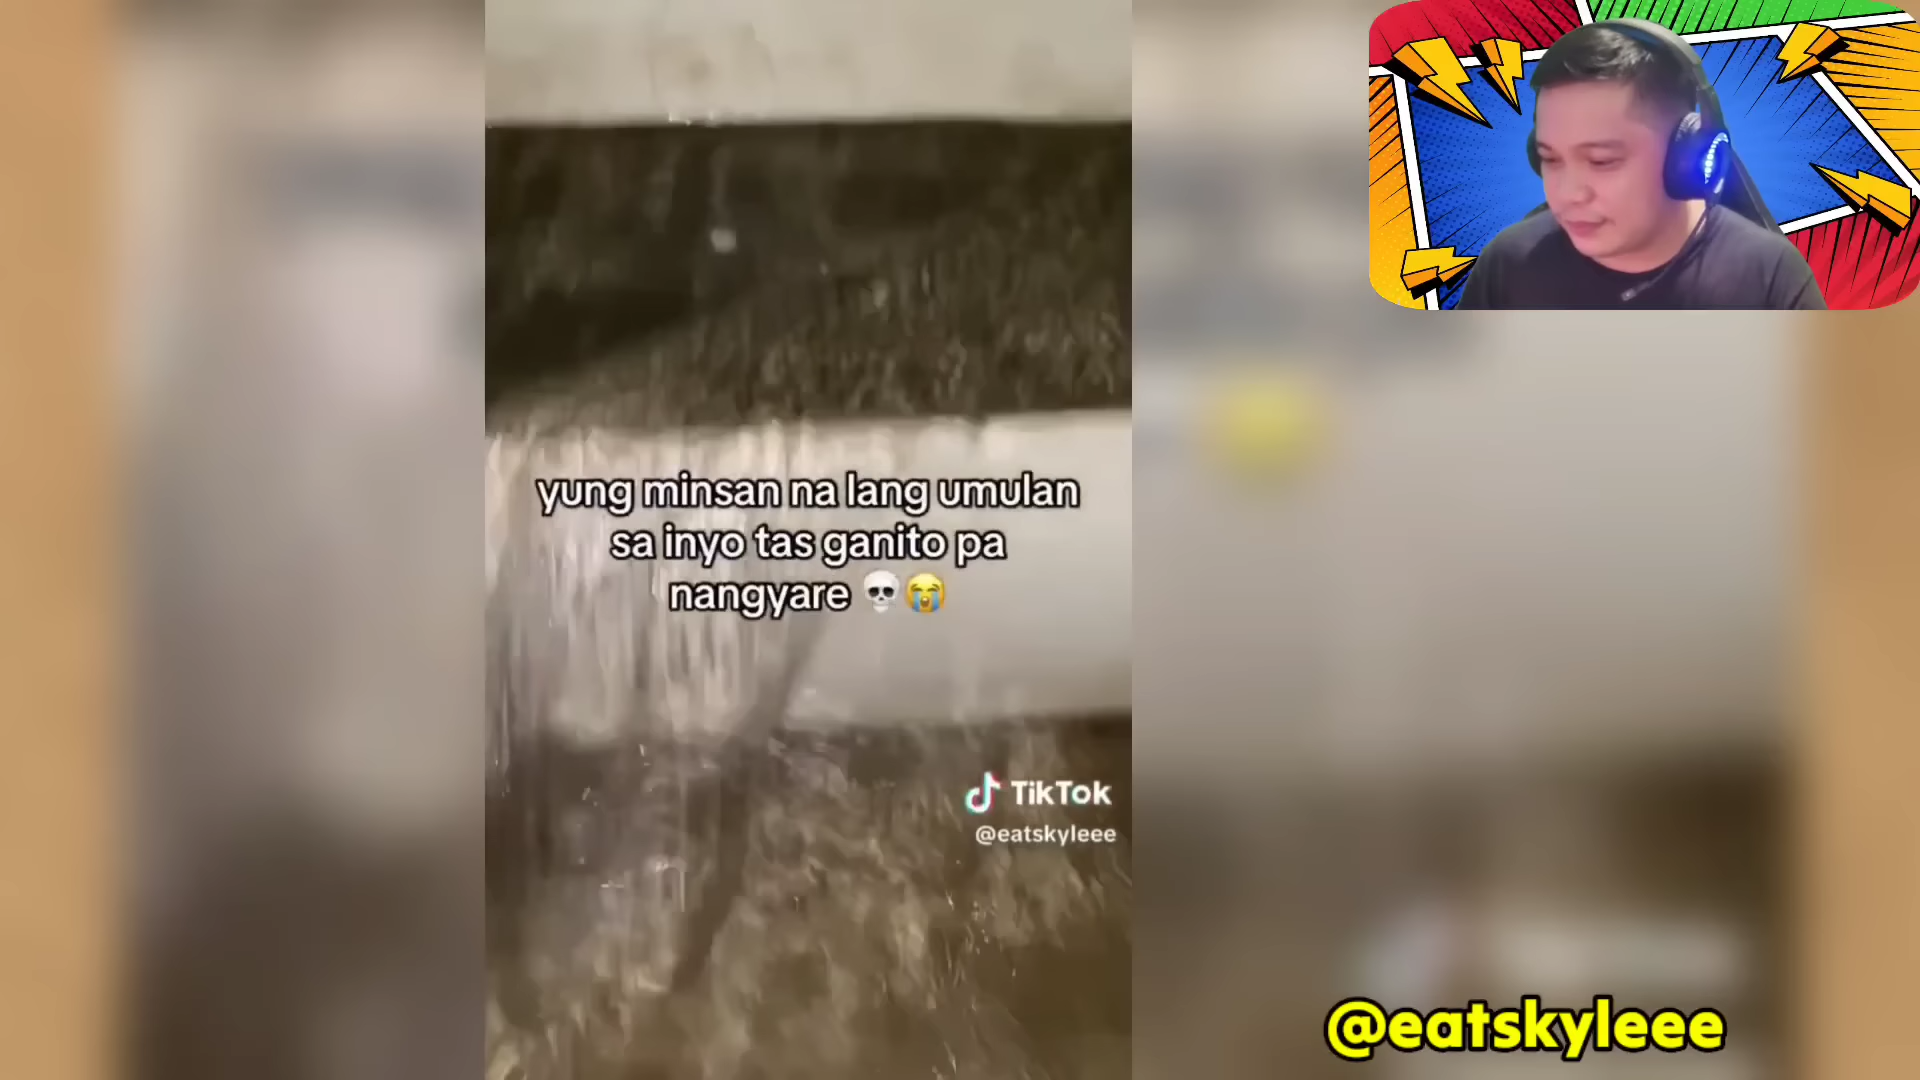 yung minsan na lang umulan
sa inyo tas ganito pa
nangyare 💀😭
TikTok
@eatskyleee
@eatskyleee